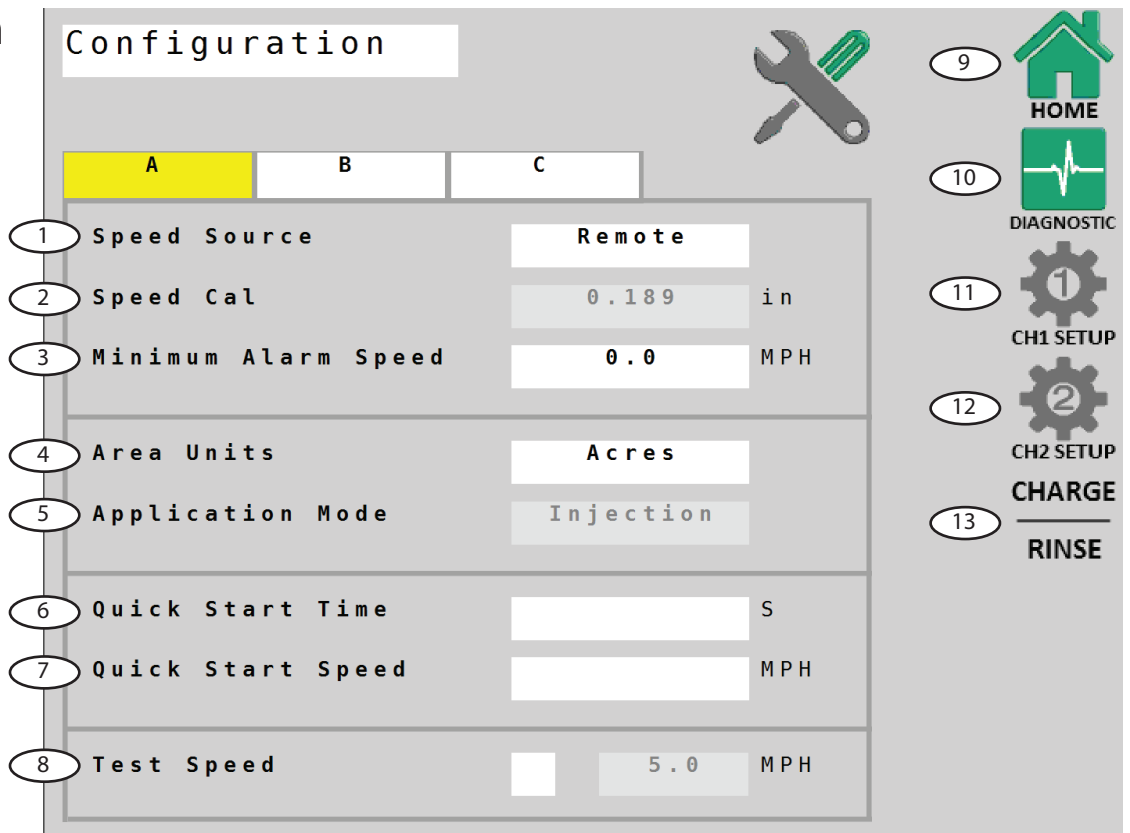 Configuration
A B C
1 Speed Source Remote
2 Speed Cal 0.189 in
3 Minimum Alarm Speed 0.0 MPH
4 Area Units Acres
5 Application Mode Injection
6 Quick Start Time S
7 Quick Start Speed MPH
8 Test Speed 5.0 MPH
9
HOME
10
DIAGNOSTIC
11 1
CH1 SETUP
12 2
CH2 SETUP
13
CHARGE
RINSE